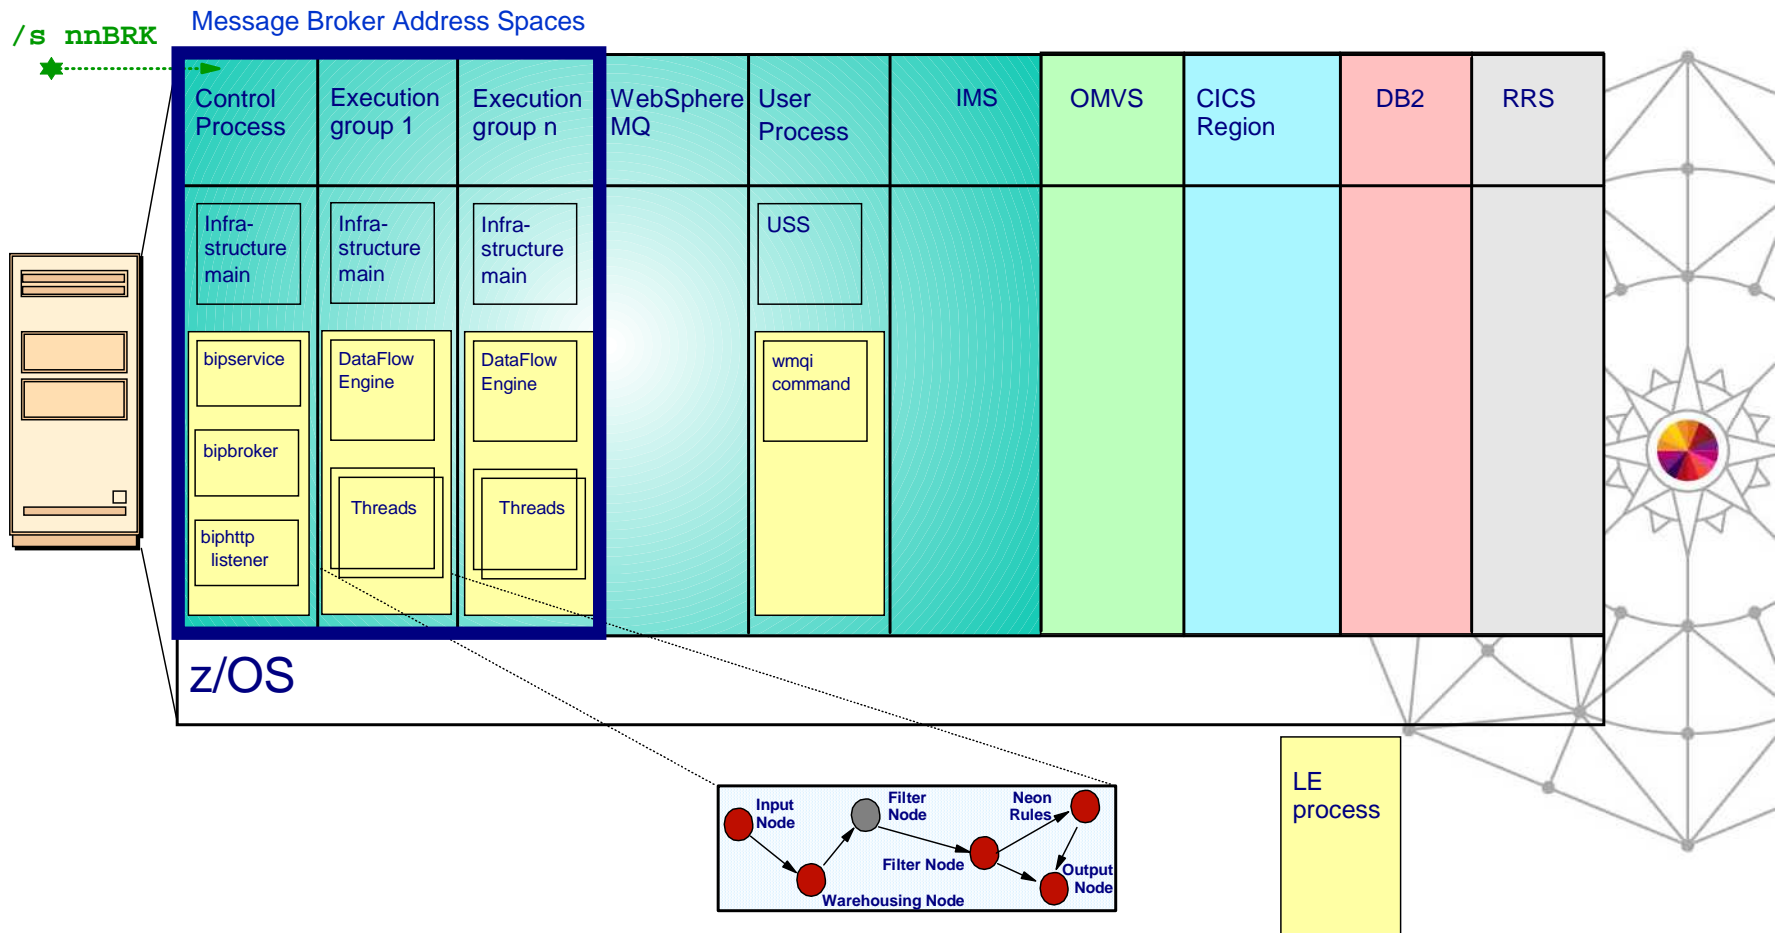 Message Broker Address Spaces
/s nnBRK
Control
Process
Execution
group 1
Execution
group n
WebSphere
MQ
User
Process
IMS
OMVS
CICS
Region
DB2
RRS
Infra-
structure
main
Infra-
structure
main
Infra-
structure
main
USS
bipservice
bipbroker
biphttp
listener
DataFlow
Engine
Threads
DataFlow
Engine
Threads
wmqi
command
z/OS
Input
Node
Filter
Node
Neon
Rules
Filter Node
Output
Node
Warehousing Node
LE
process